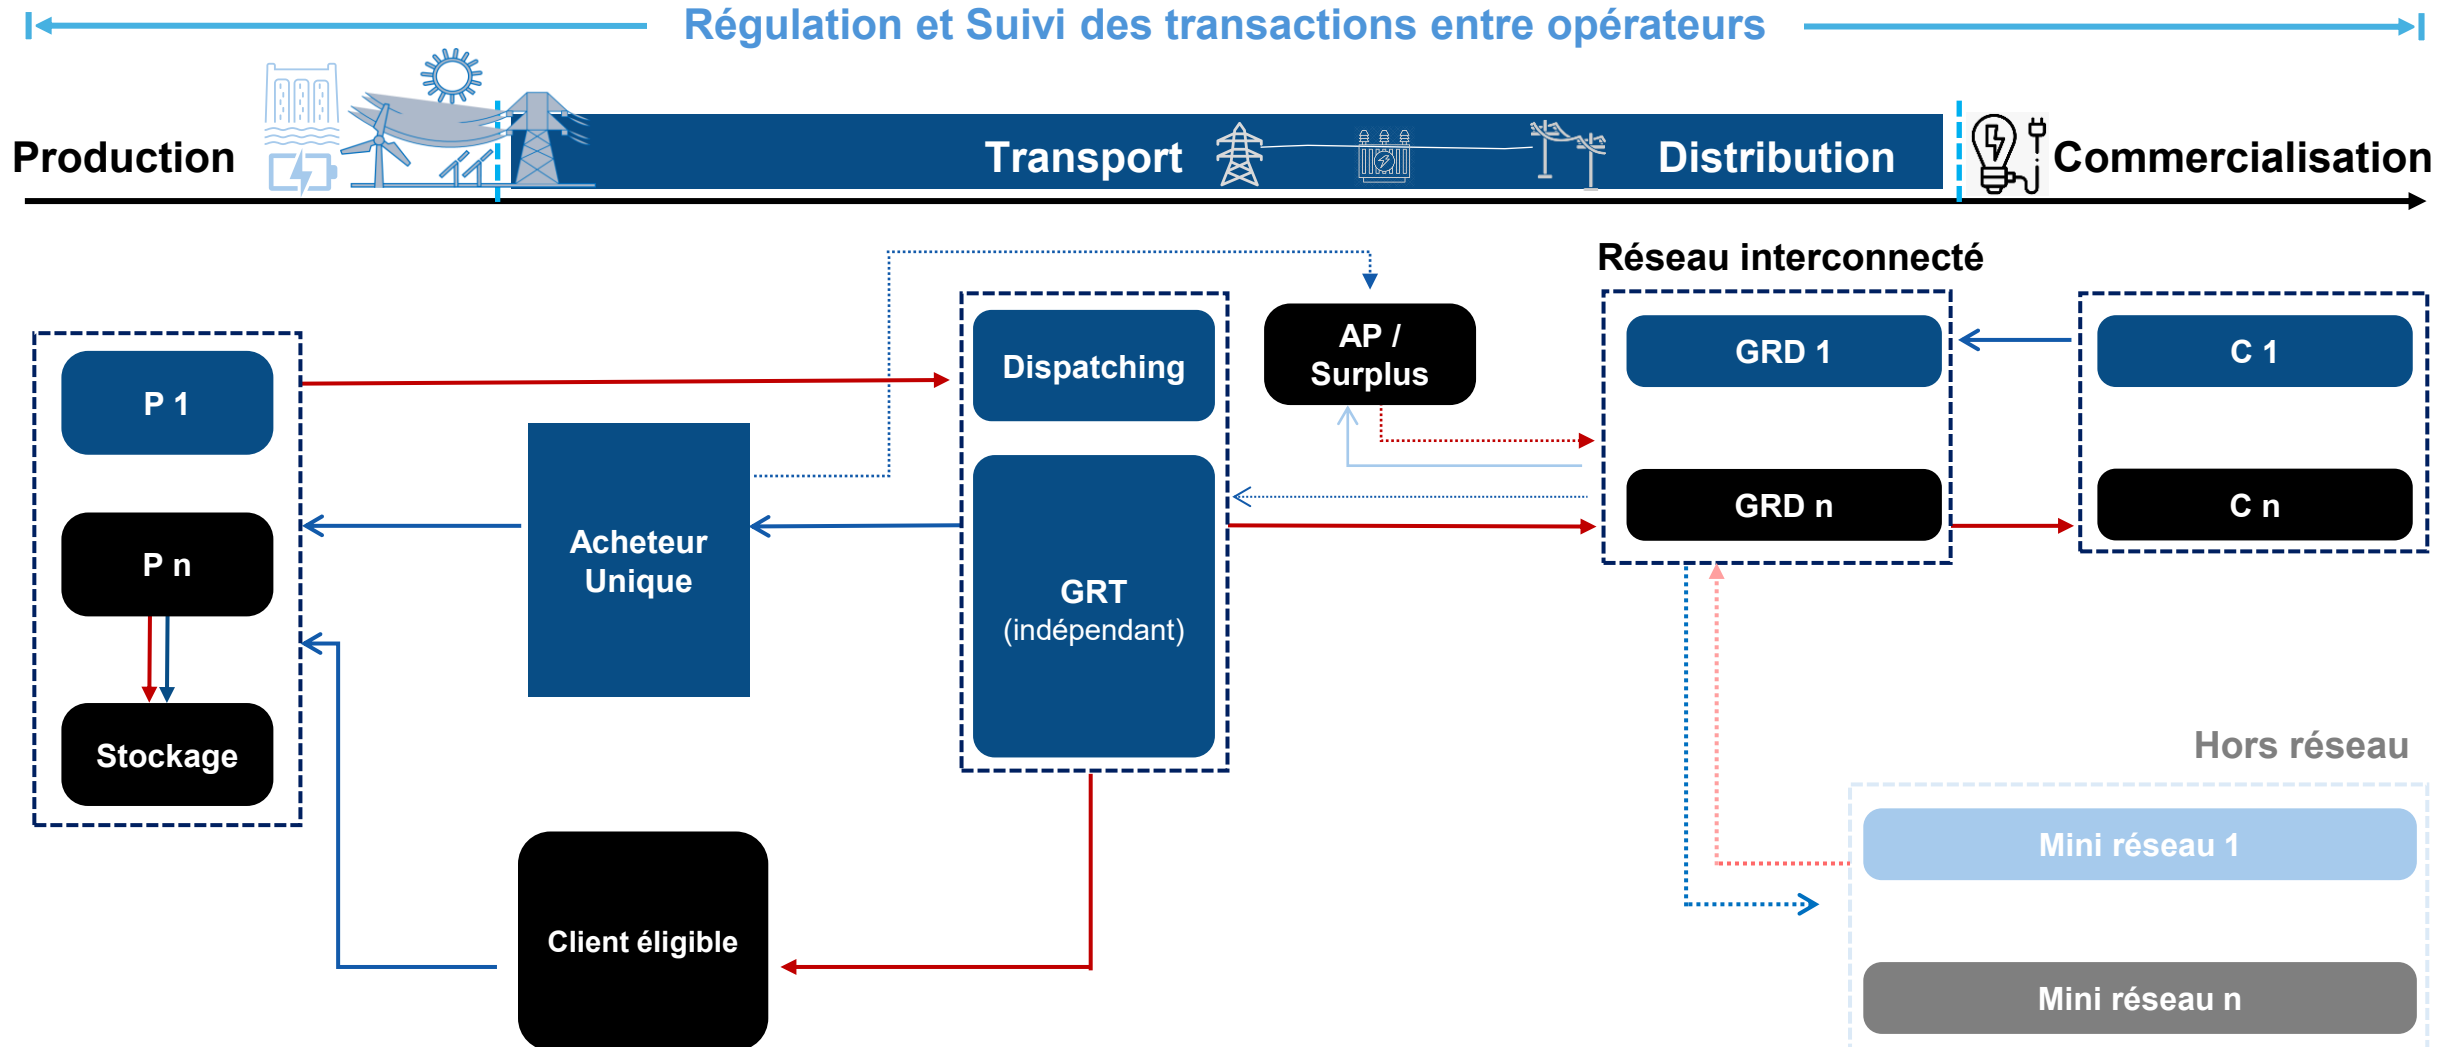 Régulation et Suivi des transactions entre opérateurs
Production
Transport
Distribution
Commercialisation
Réseau interconnecté
P 1
P n
Stockage
Acheteur
Unique
Client éligible
Dispatching
GRT
(indépendant)
AP /
Surplus
GRD 1
GRD n
C 1
C n
Hors réseau
Mini réseau 1
Mini réseau n